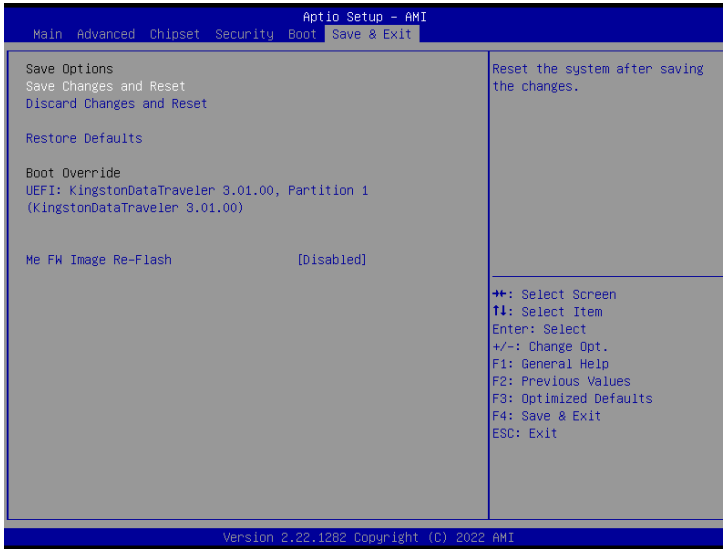 Aptio Setup – AMI
Main Advanced Chipset Security Boot Save & Exit
Save Options
Save Changes and Reset
Discard Changes and Reset
Restore Defaults
Boot Override
UEFI: KingstonDataTraveler 3.01.00, Partition 1
(KingstonDataTraveler 3.01.00)
Me FW Image Re-Flash [Disabled]
Reset the system after saving
the changes.
→←: Select Screen
↑↓: Select Item
Enter: Select
+/-: Change Opt.
F1: General Help
F2: Previous Values
F3: Optimized Defaults
F4: Save & Exit
ESC: Exit
Version 2.22.1282 Copyright (C) 2022 AMI